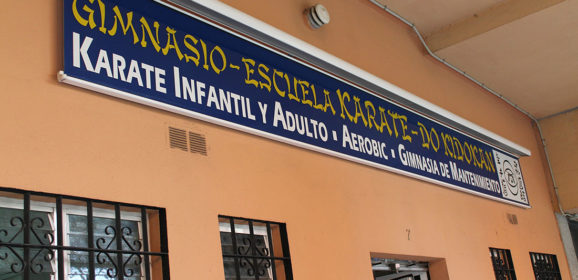 GIMNASIO-ESCUELA KARATE-DO KIDOKAN
KARATE INFANTIL Y ADULTO ▪ AEROBIC ▪ GIMNASIA DE MANTENIMIENTO